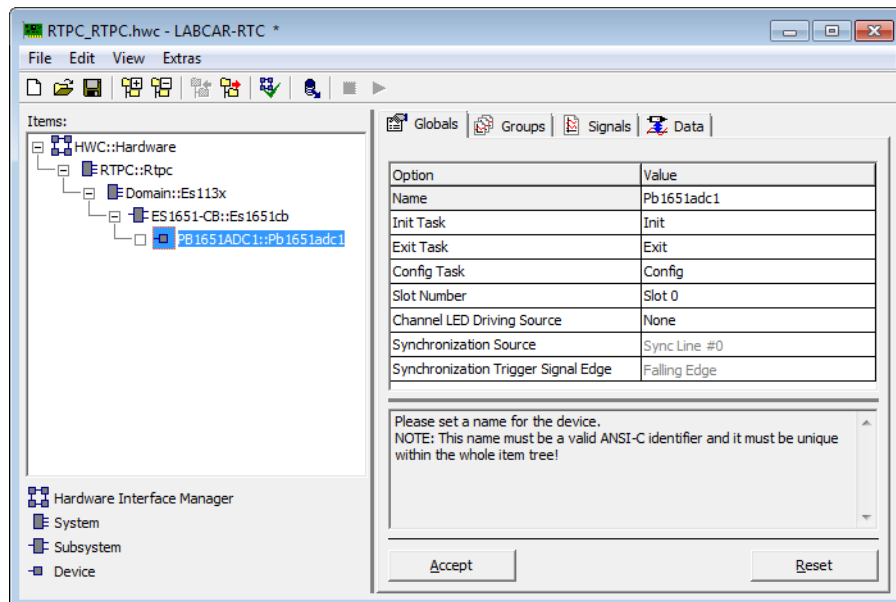 RTPC_RTPC.hwc - LABCAR-RTC *
File Edit View Extras
Items:
HWC::Hardware
RTPC::Rtpc
Domain::Es113x
ES1651-CB::Es1651cb
PB1651ADC1::Pb1651adc1
Hardware Interface Manager
System
Subsystem
Device
Globals Groups Signals Data
Option Value
Name Pb1651adc1
Init Task Init
Exit Task Exit
Config Task Config
Slot Number Slot 0
Channel LED Driving Source None
Synchronization Source Sync Line #0
Synchronization Trigger Signal Edge Falling Edge
Please set a name for the device.
NOTE: This name must be a valid ANSI-C identifier and it must be unique
within the whole item tree!
Accept Reset